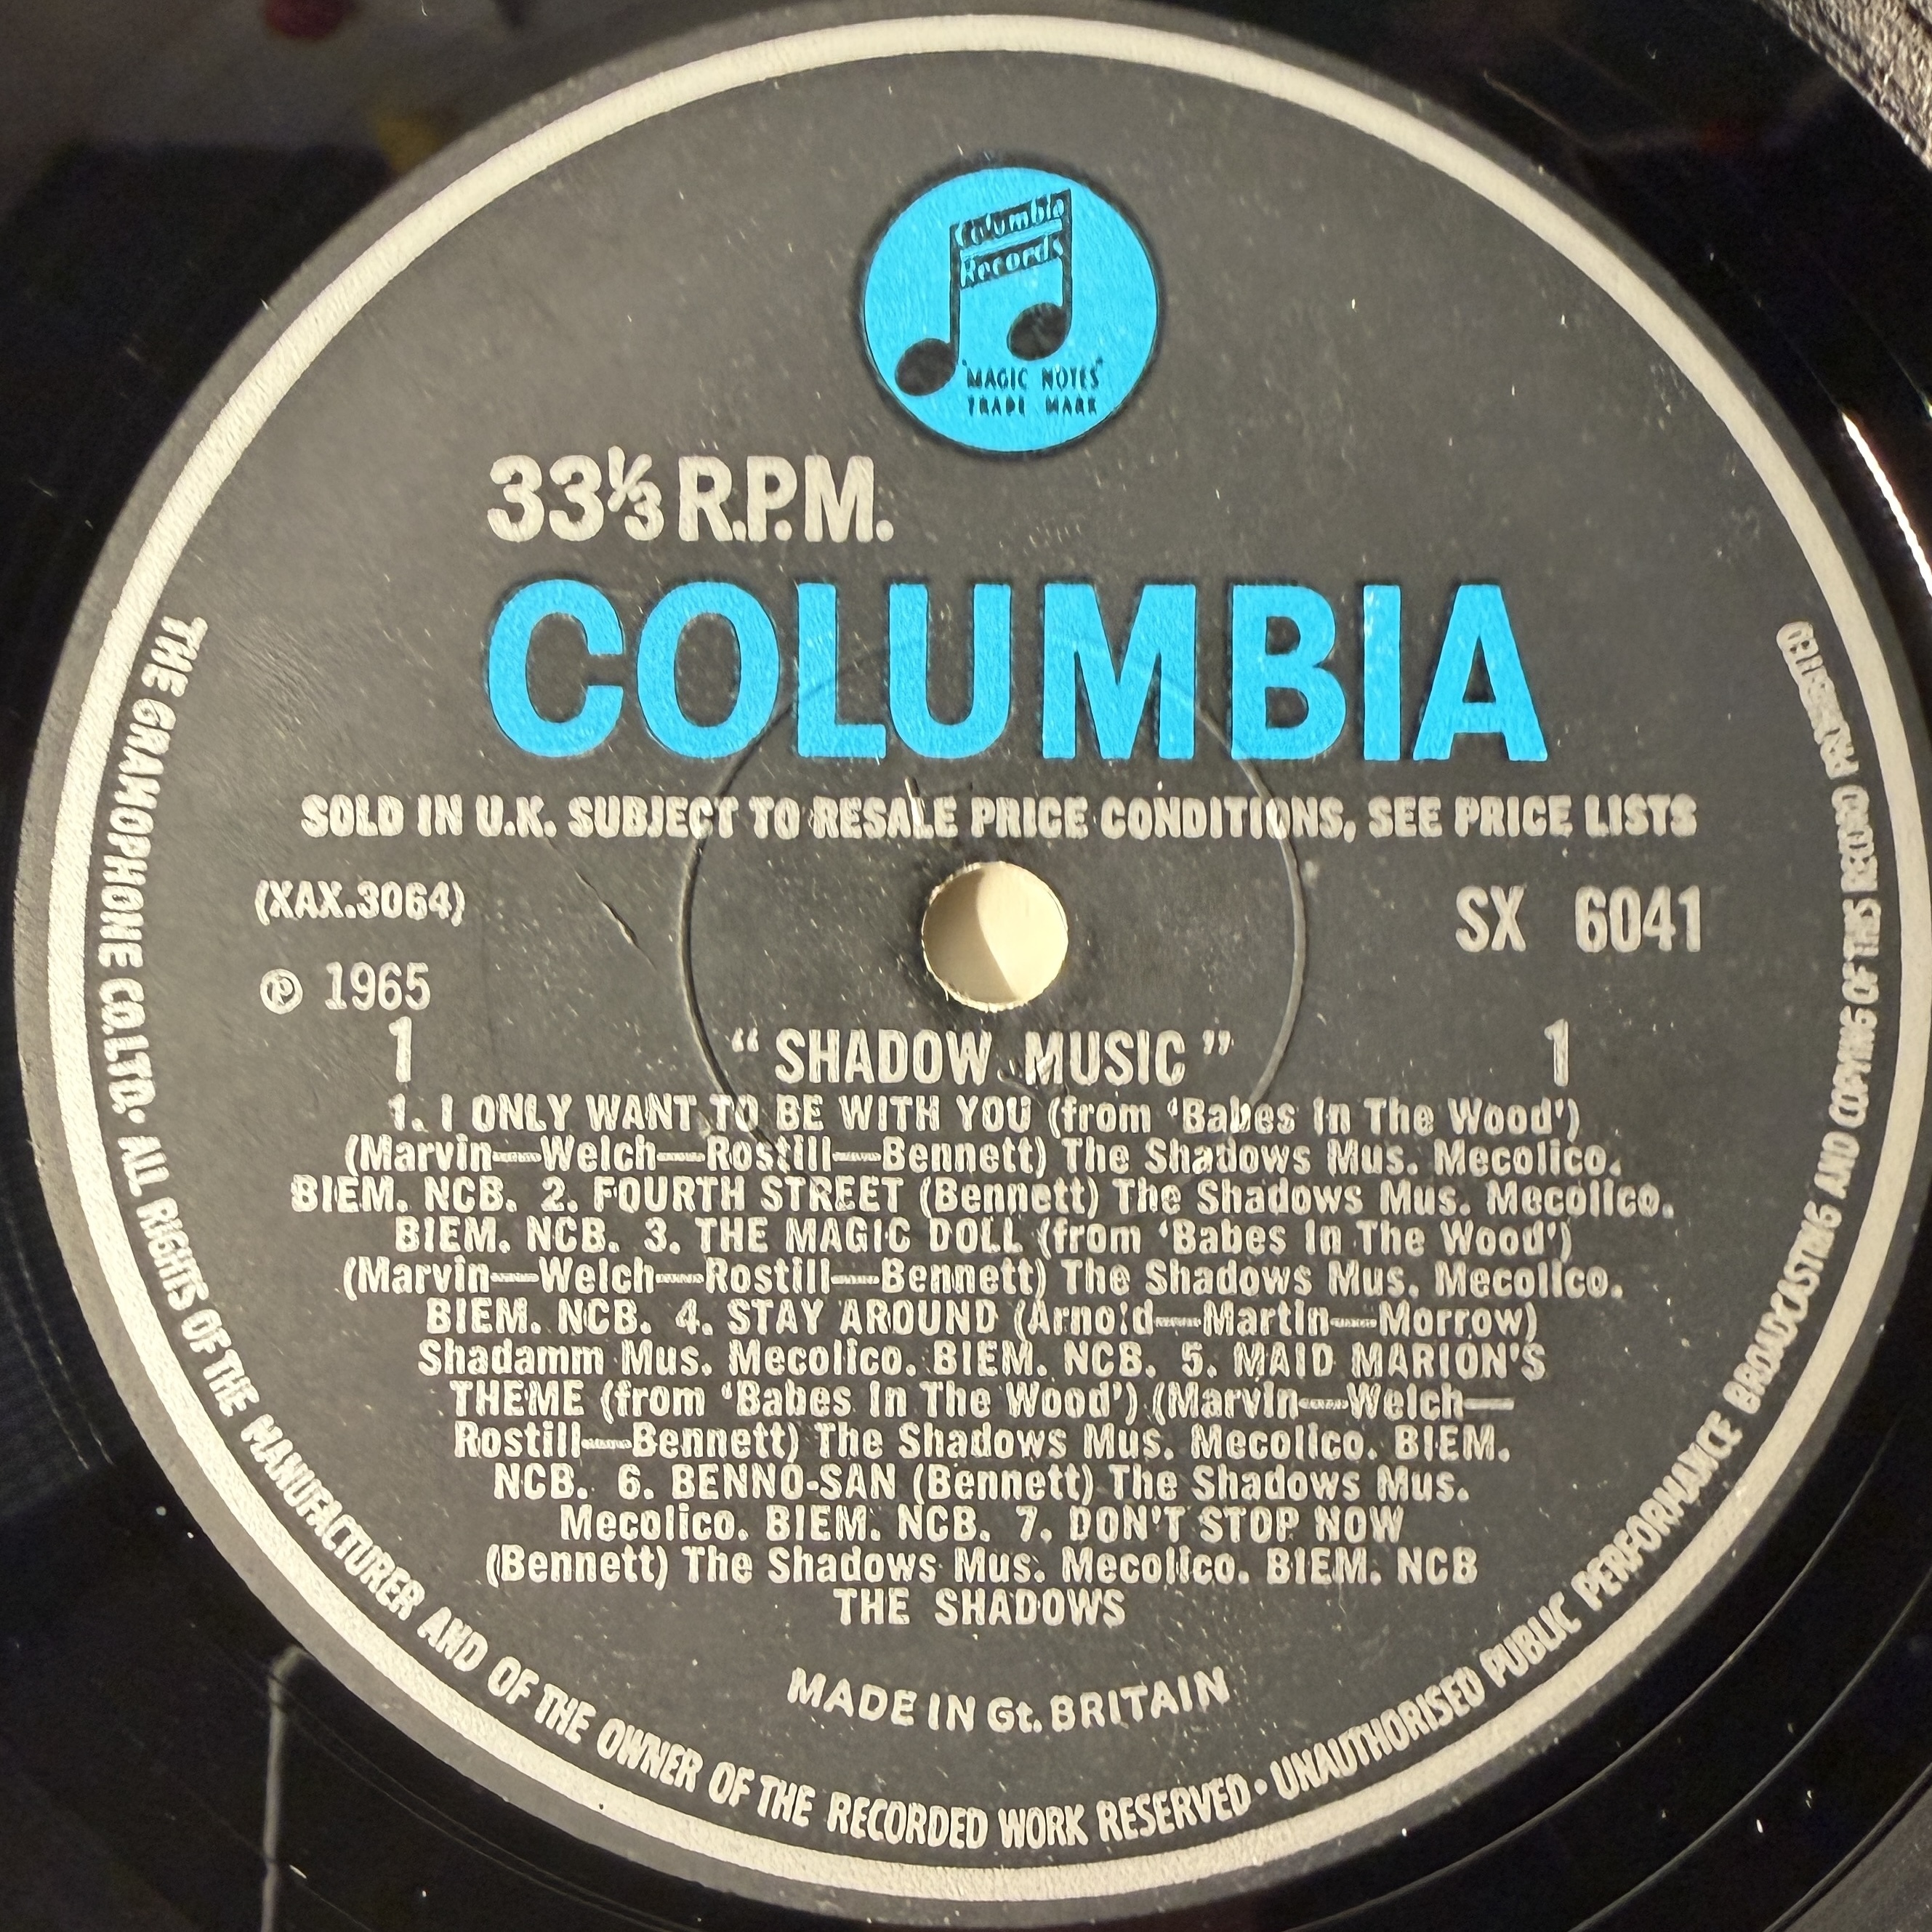 Columbia
Records
"MAGIC NOTES"
TRADE MARK
33⅓ R.P.M.
COLUMBIA
SOLD IN U.K. SUBJECT TO RESALE PRICE CONDITIONS, SEE PRICE LISTS
(XAX.3064)
SX 6041
℗ 1965
1 “ SHADOW MUSIC ” 1
1. I ONLY WANT TO BE WITH YOU (from ‘Babes In The Wood')
(Marvin—Welch—Rostill—Bennett) The Shadows Mus. Mecolico.
BIEM. NCB. 2. FOURTH STREET (Bennett) The Shadows Mus. Mecolico.
BIEM. NCB. 3. THE MAGIC DOLL (from ‘Babes In The Wood')
(Marvin—Welch—Rostill—Bennett) The Shadows Mus. Mecolico.
BIEM. NCB. 4. STAY AROUND (Arnold—Martin—Morrow)
Shadamm Mus. Mecolico. BIEM. NCB. 5. MAID MARION'S
THEME (from ‘Babes In The Wood') (Marvin—Welch—
Rostill—Bennett) The Shadows Mus. Mecolico. BIEM.
NCB. 6. BENNO-SAN (Bennett) The Shadows Mus.
Mecolico. BIEM. NCB. 7. DON'T STOP NOW
(Bennett) The Shadows Mus. Mecolico. BIEM. NCB
THE SHADOWS
MADE IN Gt. BRITAIN
THE GRAMOPHONE CO. LTD. • ALL RIGHTS OF THE MANUFACTURER AND OF THE OWNER OF THE RECORDED WORK RESERVED • UNAUTHORISED PUBLIC PERFORMANCE BROADCASTING AND COPYING OF THIS RECORD PROHIBITED